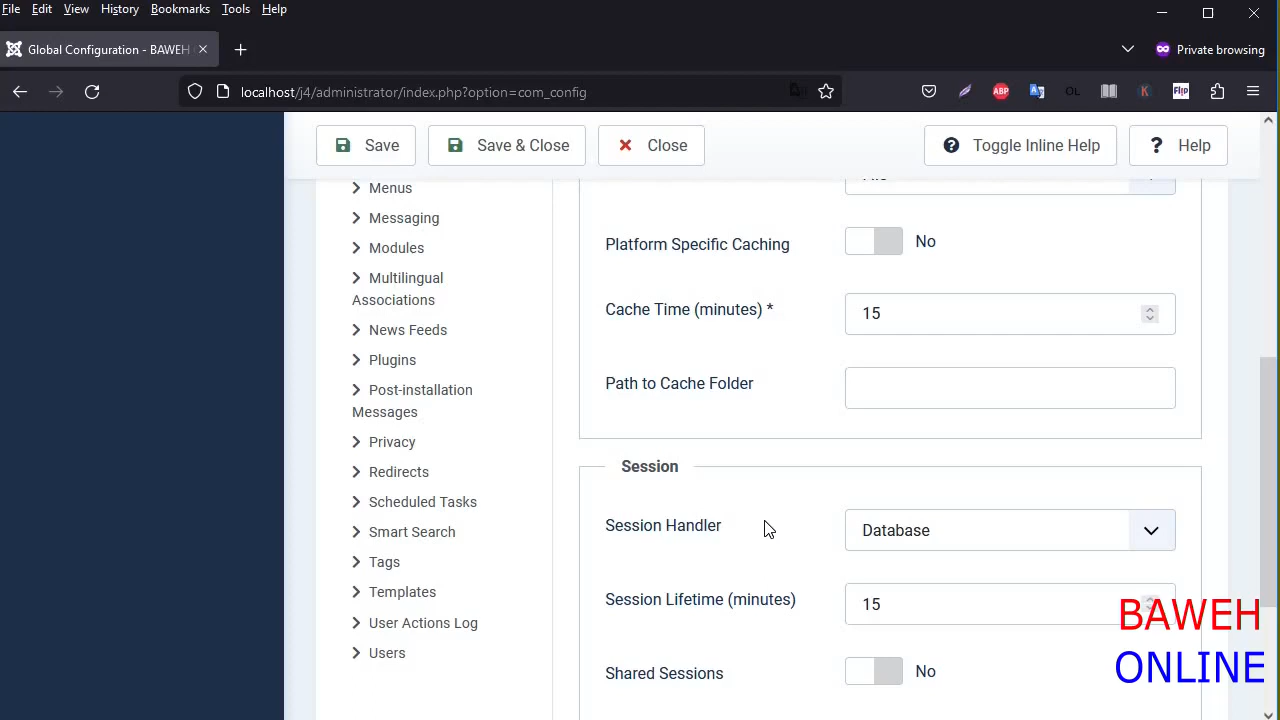 File Edit View History Bookmarks Tools Help
Global Configuration - BAWEH
Private browsing
localhost/j4/administrator/index.php?option=com_config
ABP
OL
K
FlIp
Save
Save & Close
Close
Toggle Inline Help
Help
Menus
Messaging
Modules
Multilingual
Associations
News Feeds
Plugins
Post-installation
Messages
Privacy
Redirects
Scheduled Tasks
Smart Search
Tags
Templates
User Actions Log
Users
Platform Specific Caching
No
Cache Time (minutes) *
15
Path to Cache Folder
Session
Session Handler
Database
Session Lifetime (minutes)
15
Shared Sessions
No
BAWEH
ONLINE